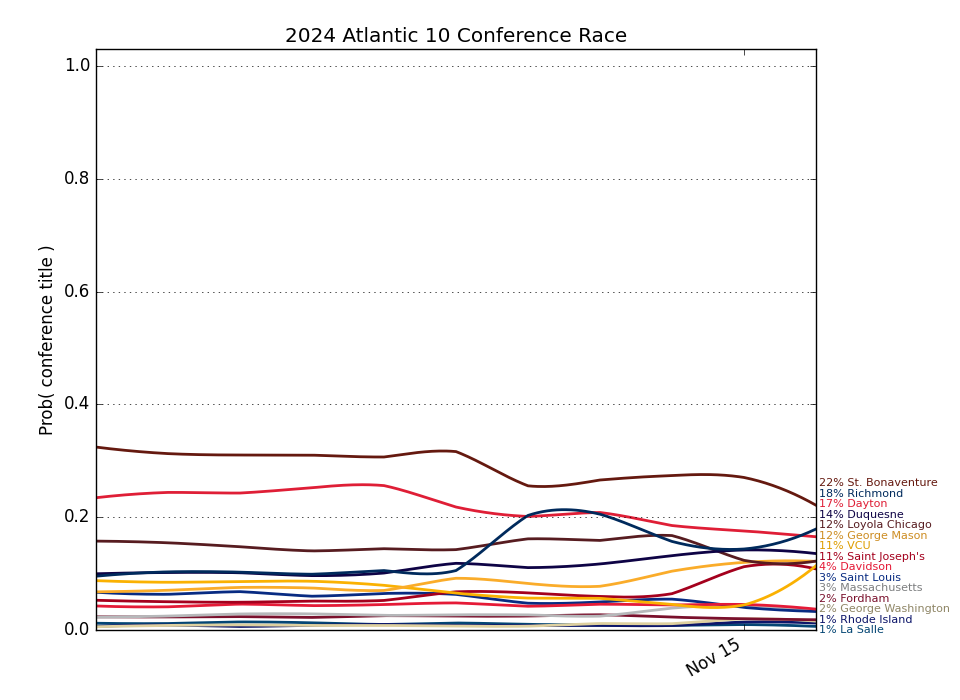 2024 Atlantic 10 Conference Race
Prob( conference title )
1.0
0.8
0.6
0.4
0.2
0.0
Nov 15
22% St. Bonaventure
18% Richmond
17% Dayton
14% Duquesne
12% Loyola Chicago
12% George Mason
11% VCU
11% Saint Joseph's
4% Davidson
3% Saint Louis
3% Massachusetts
2% Fordham
2% George Washington
1% Rhode Island
1% La Salle